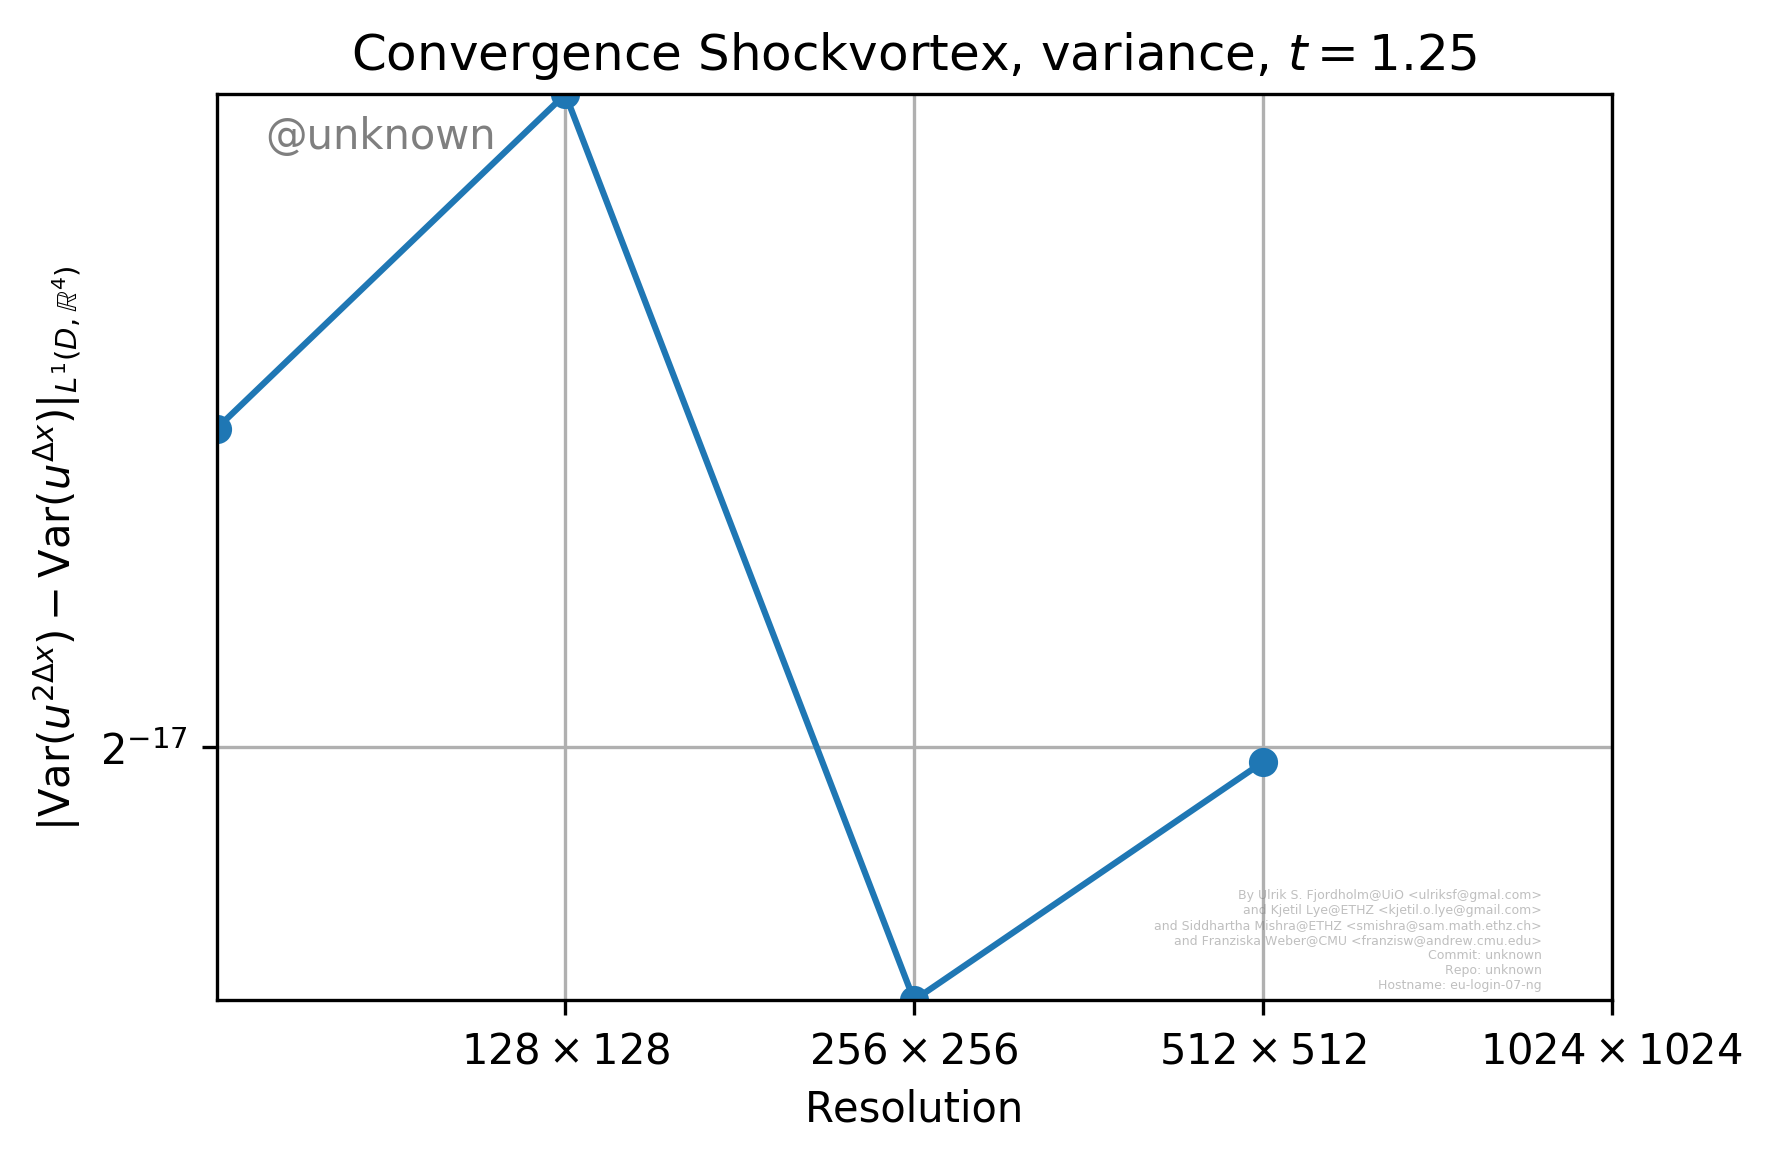 Convergence Shockvortex, variance, t = 1.25
@unknown
|Var(u^{2Δx}) − Var(u^{Δx})|_{L^1(D, ℝ^4)}
2^{−17}
By Ulrik S. Fjordholm@UiO <ulriksf@gmal.com>
and Kjetil Lye@ETHZ <kjetil.o.lye@gmail.com>
and Siddhartha Mishra@ETHZ <smishra@sam.math.ethz.ch>
and Franziska Weber@CMU <franzisw@andrew.cmu.edu>
Commit: unknown
Repo: unknown
Hostname: eu-login-07-ng
128 × 128 256 × 256 512 × 512 1024 × 1024
Resolution